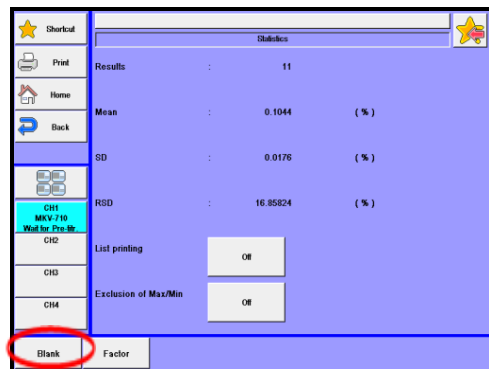 Shortcut
Print
Home
Back
CH1
MKV-710
Wait for Pre-titr.
CH2
CH3
CH4
Statistics
Results : 11
Mean : 0.1044 ( % )
SD : 0.0176 ( % )
RSD : 16.85824 ( % )
List printing Off
Exclusion of Max/Min Off
Blank Factor